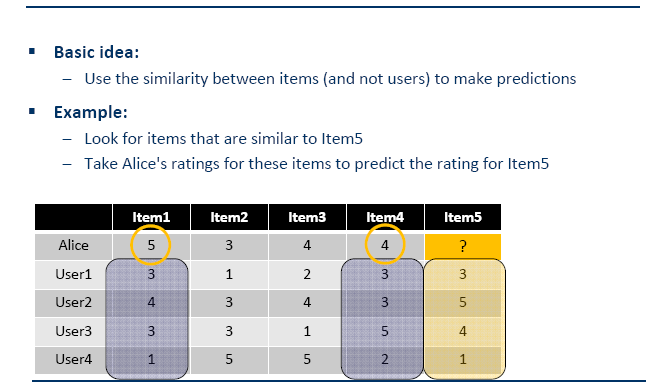 ▪ Basic idea:
– Use the similarity between items (and not users) to make predictions
▪ Example:
– Look for items that are similar to Item5
– Take Alice's ratings for these items to predict the rating for Item5
Item1 Item2 Item3 Item4 Item5
Alice 5 3 4 4 ?
User1 3 1 2 3 3
User2 4 3 4 3 5
User3 3 3 1 5 4
User4 1 5 5 2 1